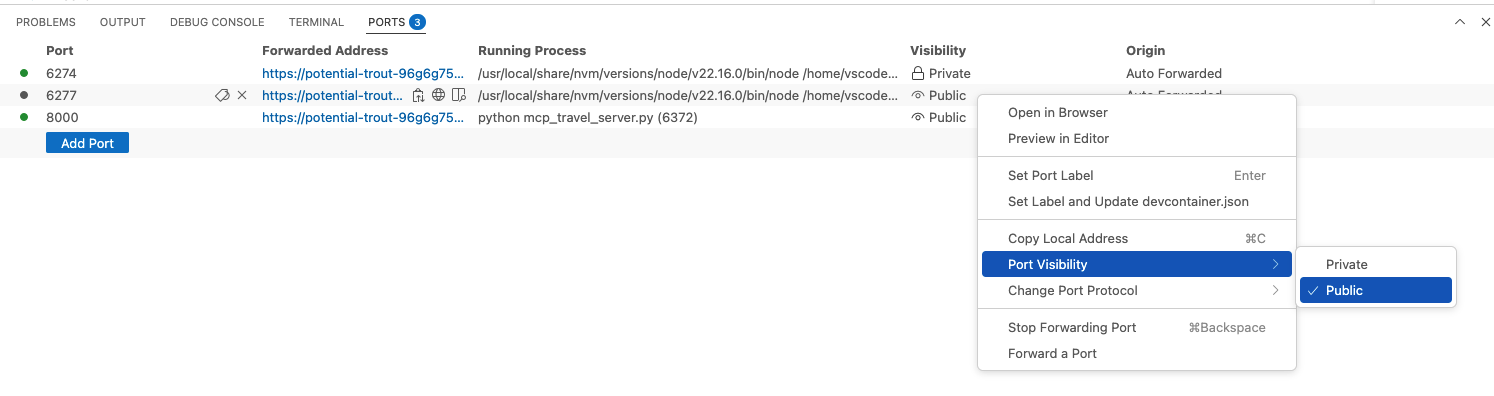 PROBLEMS OUTPUT DEBUG CONSOLE TERMINAL PORTS 3
Port Forwarded Address Running Process Visibility Origin
6274 https://potential-trout-96g6g75... /usr/local/share/nvm/versions/node/v22.16.0/bin/node /home/vscode... Private Auto Forwarded
6277 https://potential-trout... /usr/local/share/nvm/versions/node/v22.16.0/bin/node /home/vscode... Public Auto Forwarded
8000 https://potential-trout-96g6g75... python mcp_travel_server.py (6372) Public
Add Port
Open in Browser
Preview in Editor
Set Port Label Enter
Set Label and Update devcontainer.json
Copy Local Address ⌘C
Port Visibility
Change Port Protocol
Stop Forwarding Port ⌘Backspace
Forward a Port
Private
Public